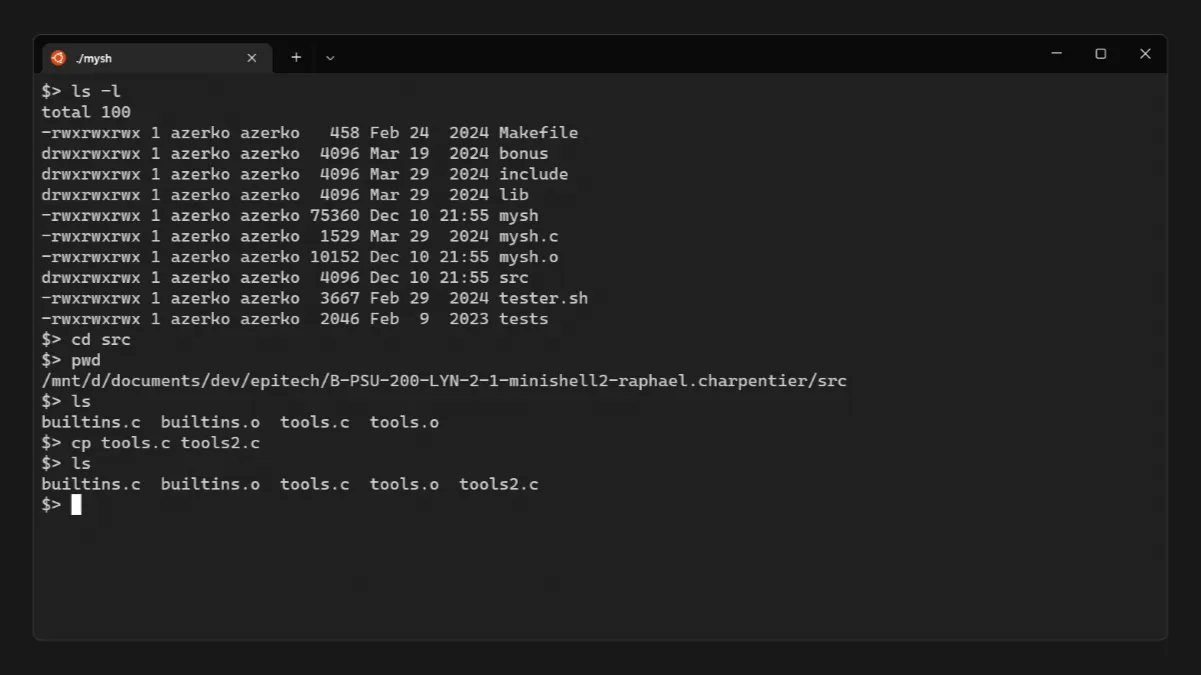 ./mysh
$> ls -l
total 100
-rwxrwxrwx 1 azerko azerko   458 Feb 24  2024 Makefile
drwxrwxrwx 1 azerko azerko  4096 Mar 19  2024 bonus
drwxrwxrwx 1 azerko azerko  4096 Mar 29  2024 include
drwxrwxrwx 1 azerko azerko  4096 Mar 29  2024 lib
-rwxrwxrwx 1 azerko azerko 75360 Dec 10 21:55 mysh
-rwxrwxrwx 1 azerko azerko  1529 Mar 29  2024 mysh.c
-rwxrwxrwx 1 azerko azerko 10152 Dec 10 21:55 mysh.o
drwxrwxrwx 1 azerko azerko  4096 Dec 10 21:55 src
-rwxrwxrwx 1 azerko azerko  3667 Feb 29  2024 tester.sh
-rwxrwxrwx 1 azerko azerko  2046 Feb  9  2023 tests
$> cd src
$> pwd
/mnt/d/documents/dev/epitech/B-PSU-200-LYN-2-1-minishell2-raphael.charpentier/src
$> ls
builtins.c  builtins.o  tools.c  tools.o
$> cp tools.c tools2.c
$> ls
builtins.c  builtins.o  tools.c  tools.o  tools2.c
$>